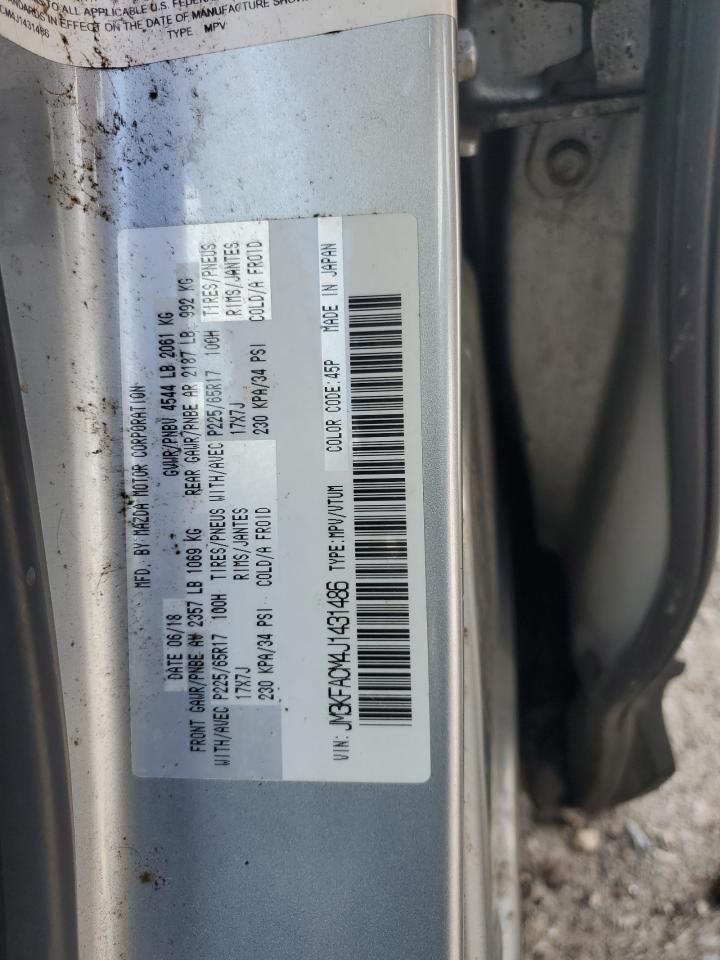 TO ALL APPLICABLE U.S.
IN EFFECT ON THE DATE OF MANUFACTURE
CM4J1431486 TYPE MPV
MFD. BY MAZDA MOTOR CORPORATION
DATE 06/18 GVWR/PNBV 4544 LB 2061 KG
FRONT GAWR/PNBE AV 2357 LB 1069 KG REAR GAWR/PNBE AR 2187 LB 992 KG
WITH/AVEC P225/65R17 100H TIRES/PNEUS WITH/AVEC P225/65R17 100H TIRES/PNEUS
17X7J RIMS/JANTES 17X7J RIMS/JANTES
230 KPA/34 PSI COLD/A FROID 230 KPA/34 PSI COLD/A FROID
VIN: JM3KFACM4J1431486 TYPE:MPV/VTUM COLOR CODE:45P MADE IN JAPAN